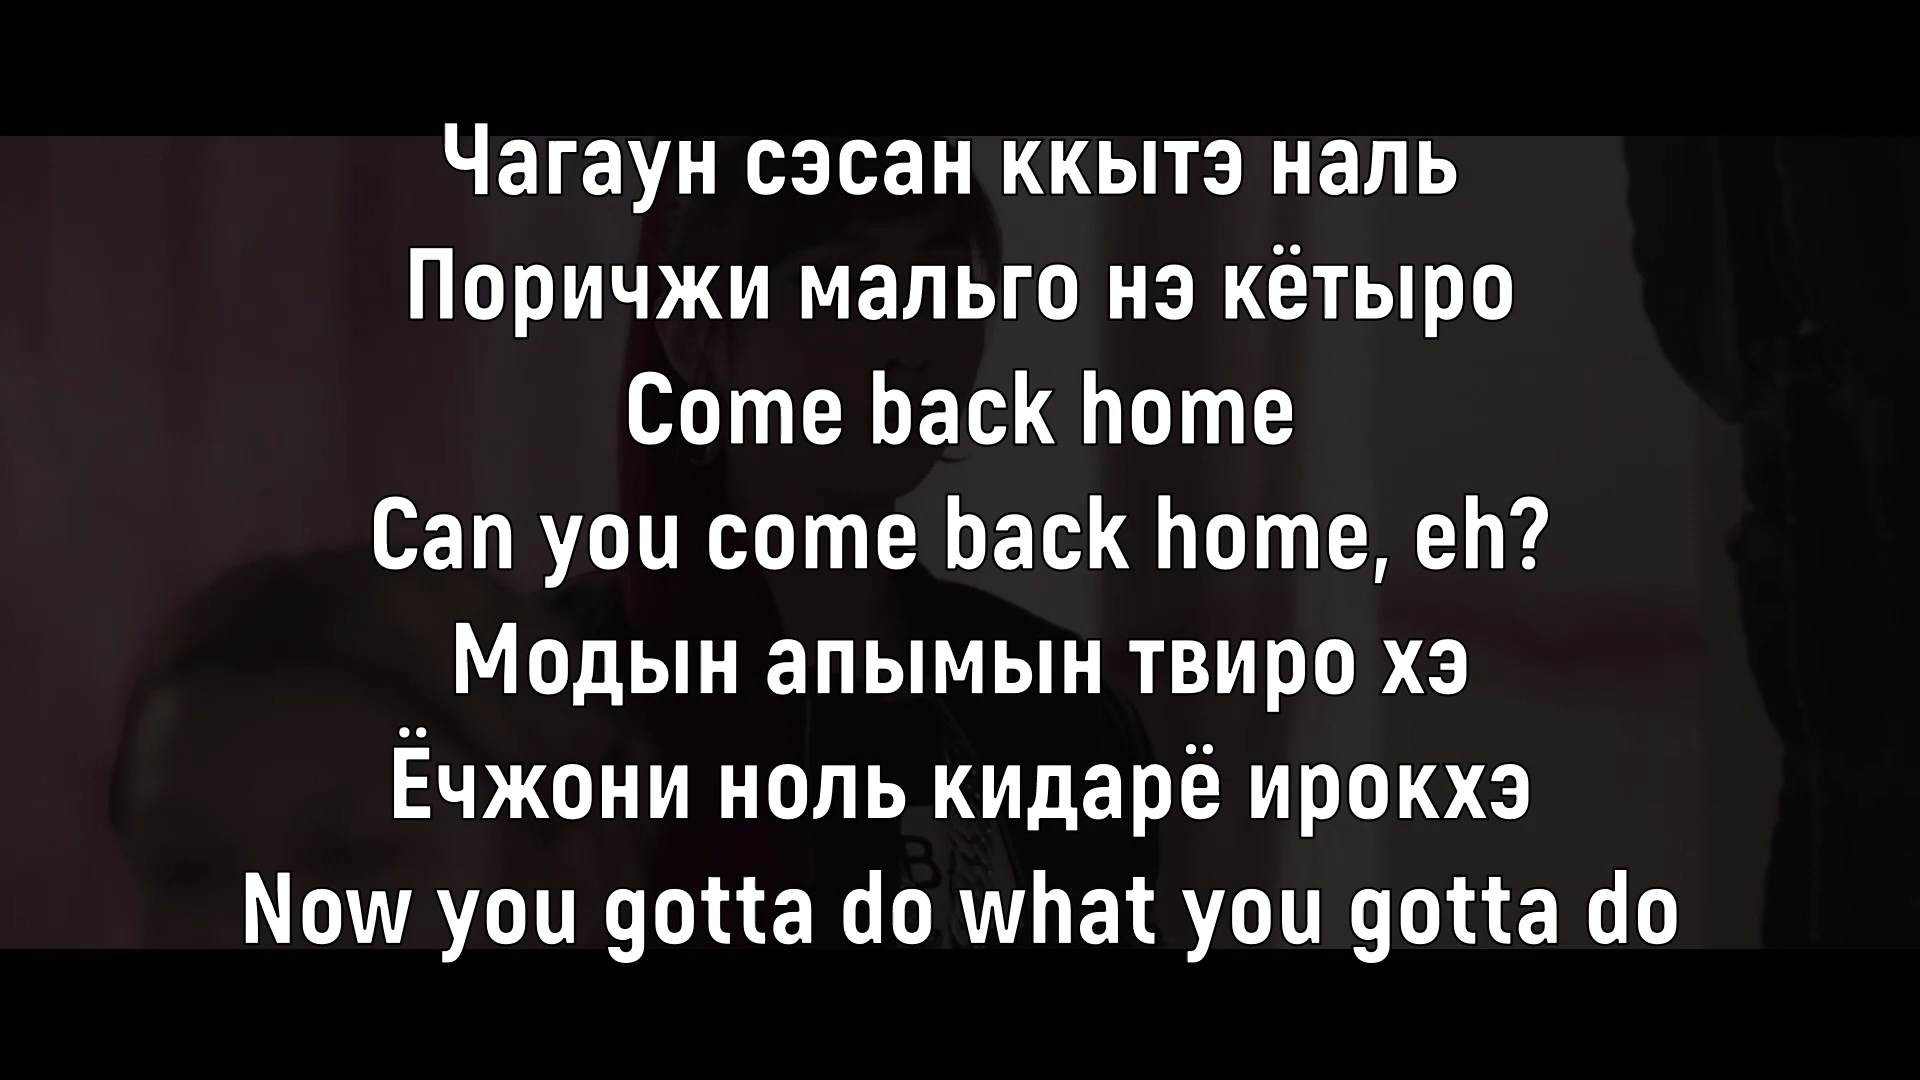 Чагаун сэсан ккытэ наль
Поричжи мальго нэ кётыро
Come back home
Can you come back home, eh?
Модын апымын твиро хэ
Ёчжони ноль кидарё ирокхэ
Now you gotta do what you gotta do